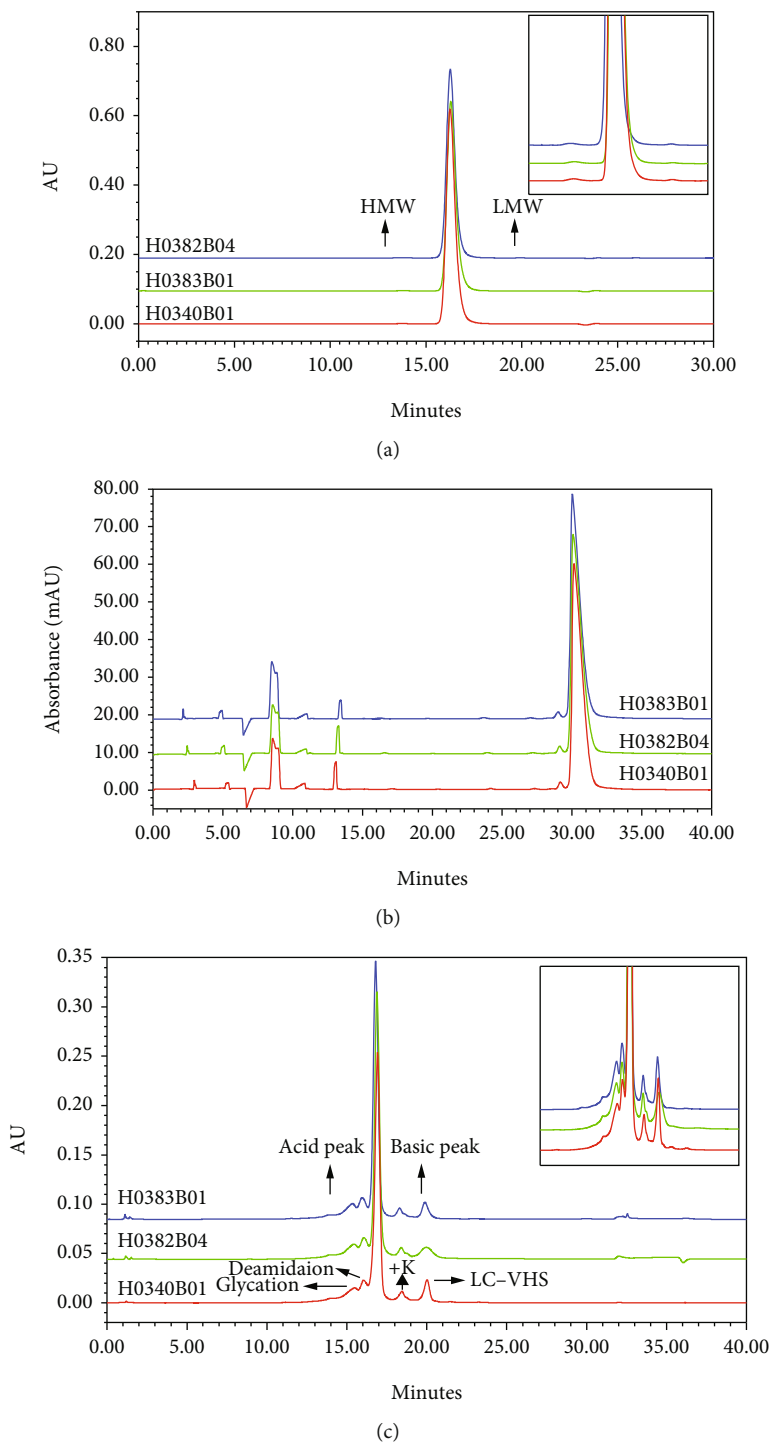 0.80
0.60
0.40
0.20
0.00
AU
HMW
LMW
H0382B04
H0383B01
H0340B01
0.00 5.00 10.00 15.00 20.00 25.00 30.00
Minutes
(a)
80.00
70.00
60.00
50.00
40.00
30.00
20.00
10.00
0.00
Absorbance (mAU)
H0383B01
H0382B04
H0340B01
0.00 5.00 10.00 15.00 20.00 25.00 30.00 35.00 40.00
Minutes
(b)
0.35
0.30
0.25
0.20
0.15
0.10
0.05
0.00
AU
Acid peak
Basic peak
H0383B01
H0382B04
Deamidaion
+K
Glycation
LC–VHS
H0340B01
0.00 5.00 10.00 15.00 20.00 25.00 30.00 35.00 40.00
Minutes
(c)